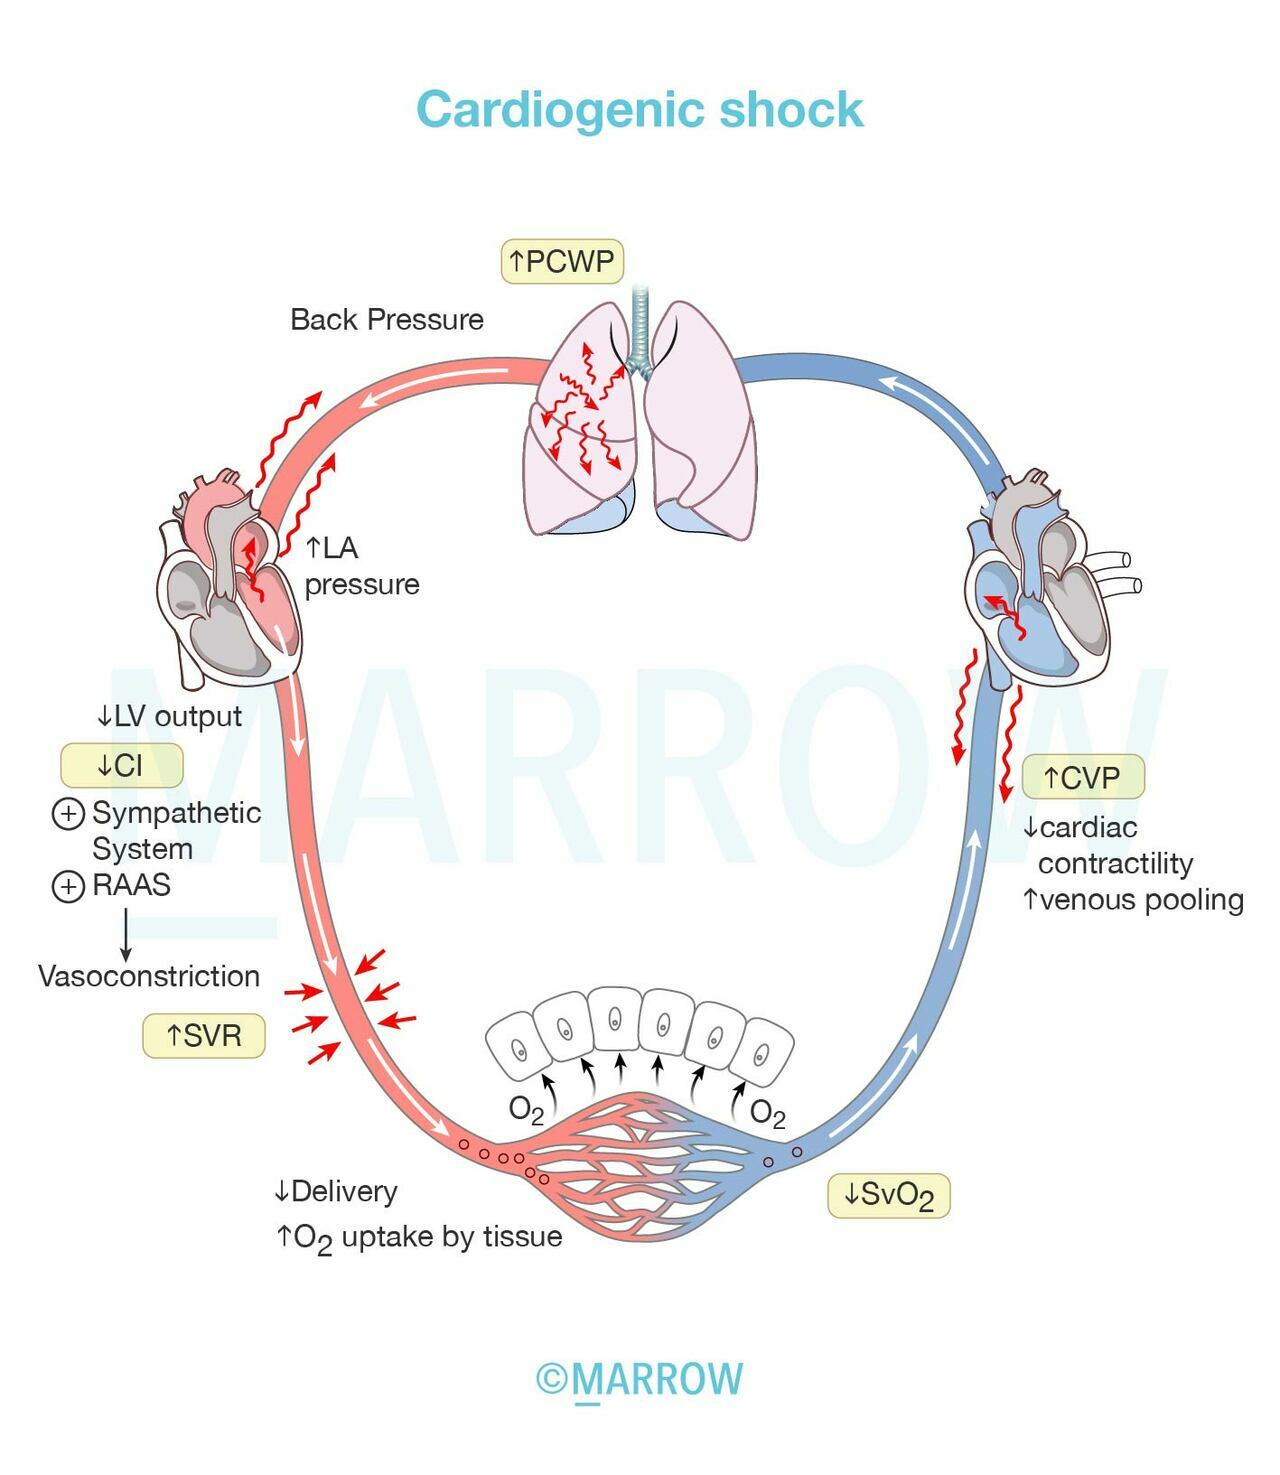 Cardiogenic shock
↑PCWP
Back Pressure
↑LA
pressure
↓LV output
↓CI
⊕ Sympathetic
System
⊕ RAAS
Vasoconstriction
↑SVR
↑CVP
↓cardiac
contractility
↑venous pooling
O₂
O₂
↓Delivery
↑O₂ uptake by tissue
↓SvO₂
MARROW
©MARROW